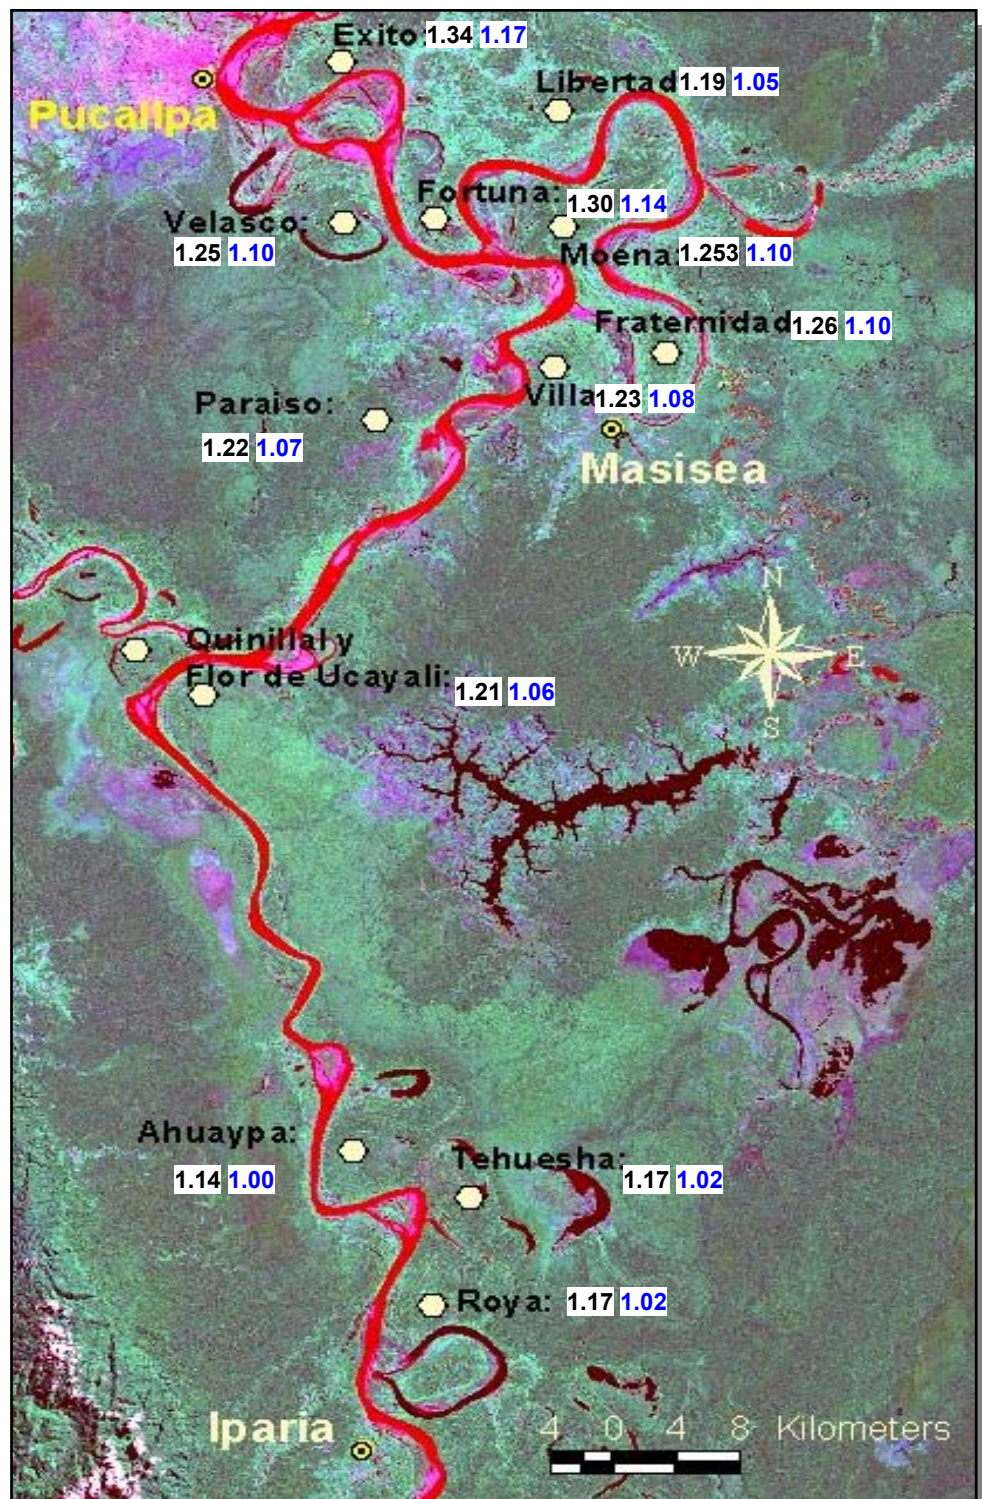 Exito: 1.34 1.17
Libertad 1.19 1.05
Pucallpa
Fortuna: 1.30 1.14
Velasco:
1.25 1.10
Moena: 1.253 1.10
Fraternidad 1.26 1.10
Villa 1.23 1.08
Paraiso:
1.22 1.07
Masisea
N
W E
S
Quinillal y
Flor de Ucayali: 1.21 1.06
Ahuaypa:
1.14 1.00
Tehuesha:
1.17 1.02
Roya: 1.17 1.02
Iparia
4 0 4 8 Kilometers